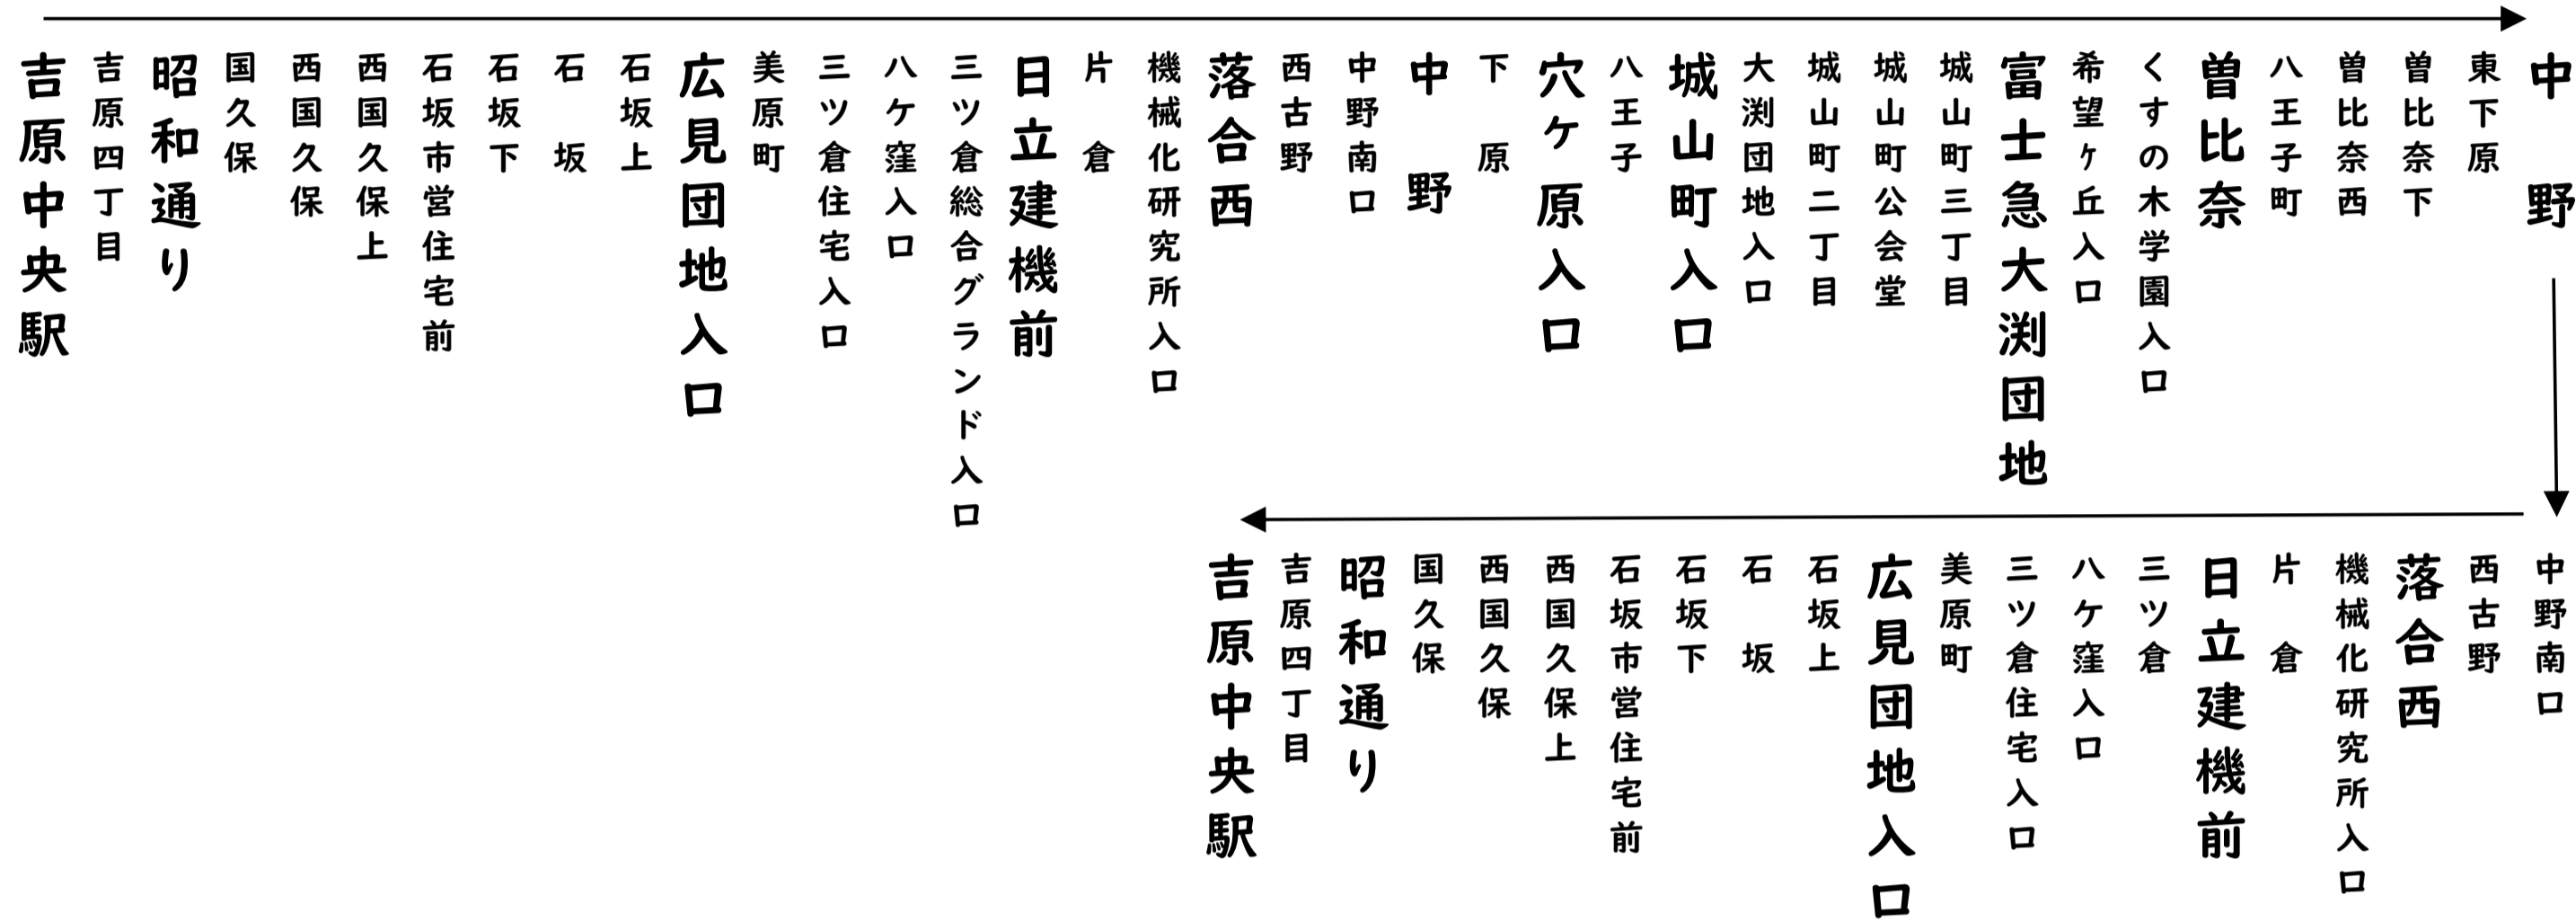 吉原中央駅
吉原四丁目
昭和通り
国久保
西国久保
西国久保上
石坂市営住宅前
石坂下
石坂
石坂上
広見団地入口
美原町
三ツ倉住宅入口
八ケ窪入口
三ツ倉総合グランド入口
日立建機前
片倉
機械化研究所入口
落合西
西古野
中野南口
中野
下原
穴ケ原入口
八王子
城山町入口
大渕団地入口
城山町二丁目
城山町公会堂
城山町三丁目
富士急大渕団地
希望ヶ丘入口
くすの木学園入口
曽比奈
八王子町
曽比奈西
曽比奈下
東下原
中野
中野南口
西古野
落合西
機械化研究所入口
片倉
日立建機前
三ツ倉
八ケ窪入口
三ツ倉住宅入口
美原町
広見団地入口
石坂上
石坂
石坂下
石坂市営住宅前
西国久保上
西国久保
国久保
昭和通り
吉原四丁目
吉原中央駅